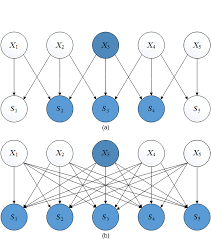 X₁ X₂ X₃ X₄ X₅
S₁ S₂ S₃ S₄ S₅
(a)
X₁ X₂ X₃ X₄ X₅
S₁ S₂ S₃ S₄ S₅
(b)